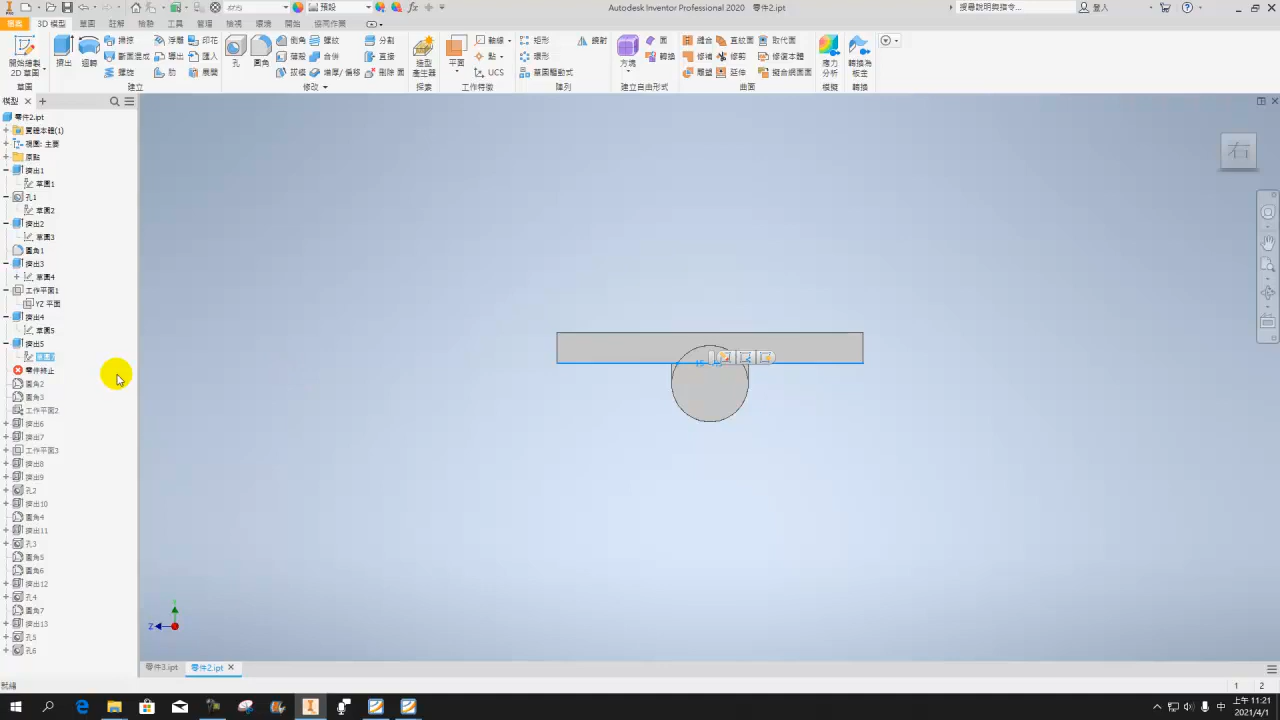 預設
Autodesk Inventor Professional 2020   零件2.ipt
搜尋說明與指令...
登入
檔案 3D 模型 草圖 註解 檢驗 工具 管理 檢視 環境 開始 協同作業
開始繪製 2D 草圖
擠出
迴轉
掃掠
斷面混成
螺旋
浮雕
導出
肋
印花
匯入
展開
孔
圓角
倒角
薄殼
拔模
螺紋
合併
增厚/偏移
分割
直接
刪除 面
造型 產生器
平面
軸線
點
UCS
矩形
環形
草圖驅動式
鏡射
方塊
面
轉換
縫合
修補
雕塑
直紋面
修剪
延伸
取代面
修復本體
擬合網面
應力 分析
轉換為 板金
草圖 建立 修改 探索 工作特徵 陣列 建立自由形式 曲面 模擬 轉換
模型
零件2.ipt
實體本體(1)
視圖: 主要
原點
擠出1
草圖1
孔1
草圖2
擠出2
草圖3
圓角1
擠出3
草圖4
工作平面1
YZ 平面
擠出4
草圖5
擠出5
零件終止
圓角2
圓角3
工作平面2
擠出6
擠出7
工作平面3
擠出8
擠出9
孔2
擠出10
圓角4
擠出11
孔3
圓角5
圓角6
擠出12
孔4
圓角7
擠出13
孔5
孔6
右
Y
Z
零件3.ipt 零件2.ipt
就緒
1 2
中
上午 11:21
2021/4/1